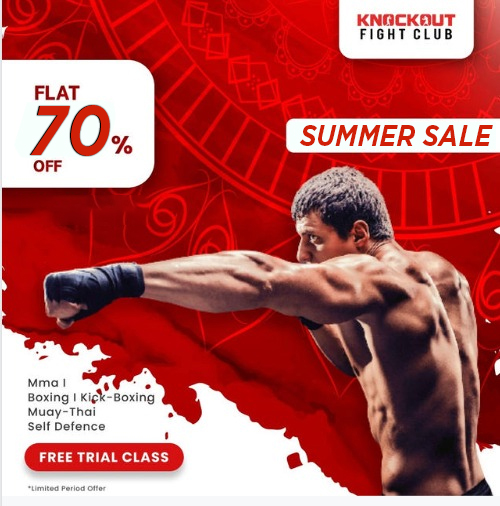 KNOCKOUT
FIGHT CLUB
FLAT
70%
OFF
SUMMER SALE
Mma I
Boxing I Kick-Boxing
Muay-Thai
Self Defence
FREE TRIAL CLASS
*Limited Period Offer